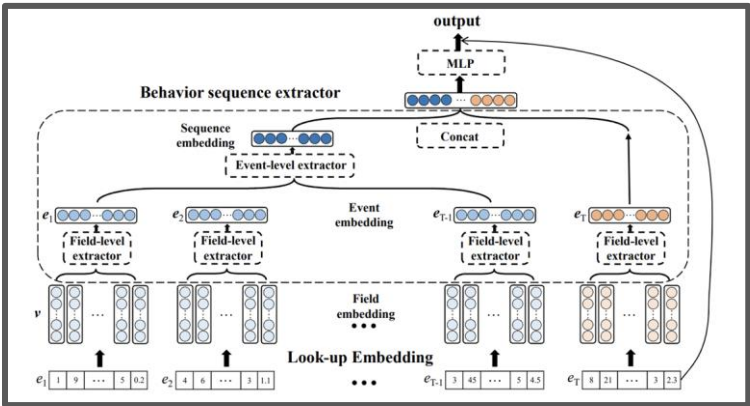 output
MLP
Behavior sequence extractor
Sequence
embedding
Concat
Event-level extractor
e1
e2
Event
embedding
eT-1
eT
Field-level
extractor
Field-level
extractor
Field-level
extractor
Field-level
extractor
v
...
...
Field
embedding
...
...
...
Look-up Embedding
e1 1 9 ... 5 0.2
e2 4 6 ... 3 1.1
...
eT-1 3 45 ... 5 4.5
eT 8 21 ... 3 2.3